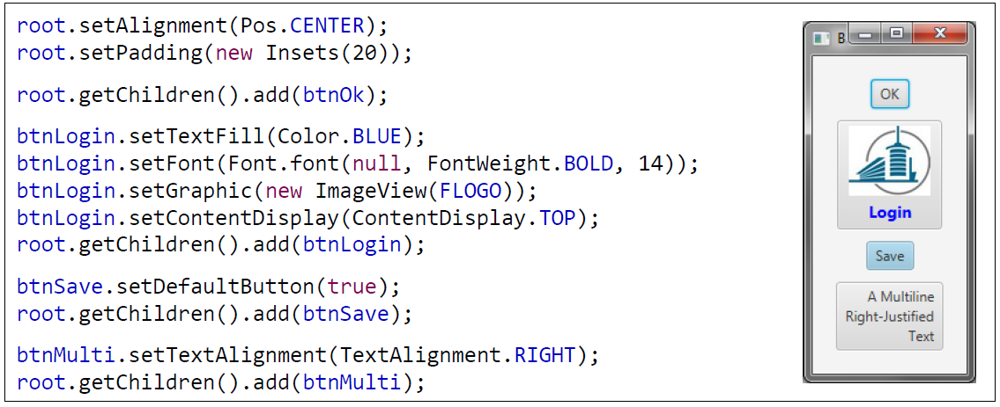 root.setAlignment(Pos.CENTER);
root.setPadding(new Insets(20));
root.getChildren().add(btnOk);
btnLogin.setTextFill(Color.BLUE);
btnLogin.setFont(Font.font(null, FontWeight.BOLD, 14));
btnLogin.setGraphic(new ImageView(FLOGO));
btnLogin.setContentDisplay(ContentDisplay.TOP);
root.getChildren().add(btnLogin);
btnSave.setDefaultButton(true);
root.getChildren().add(btnSave);
btnMulti.setTextAlignment(TextAlignment.RIGHT);
root.getChildren().add(btnMulti);
B
OK
Login
Save
A Multiline
Right-Justified
Text